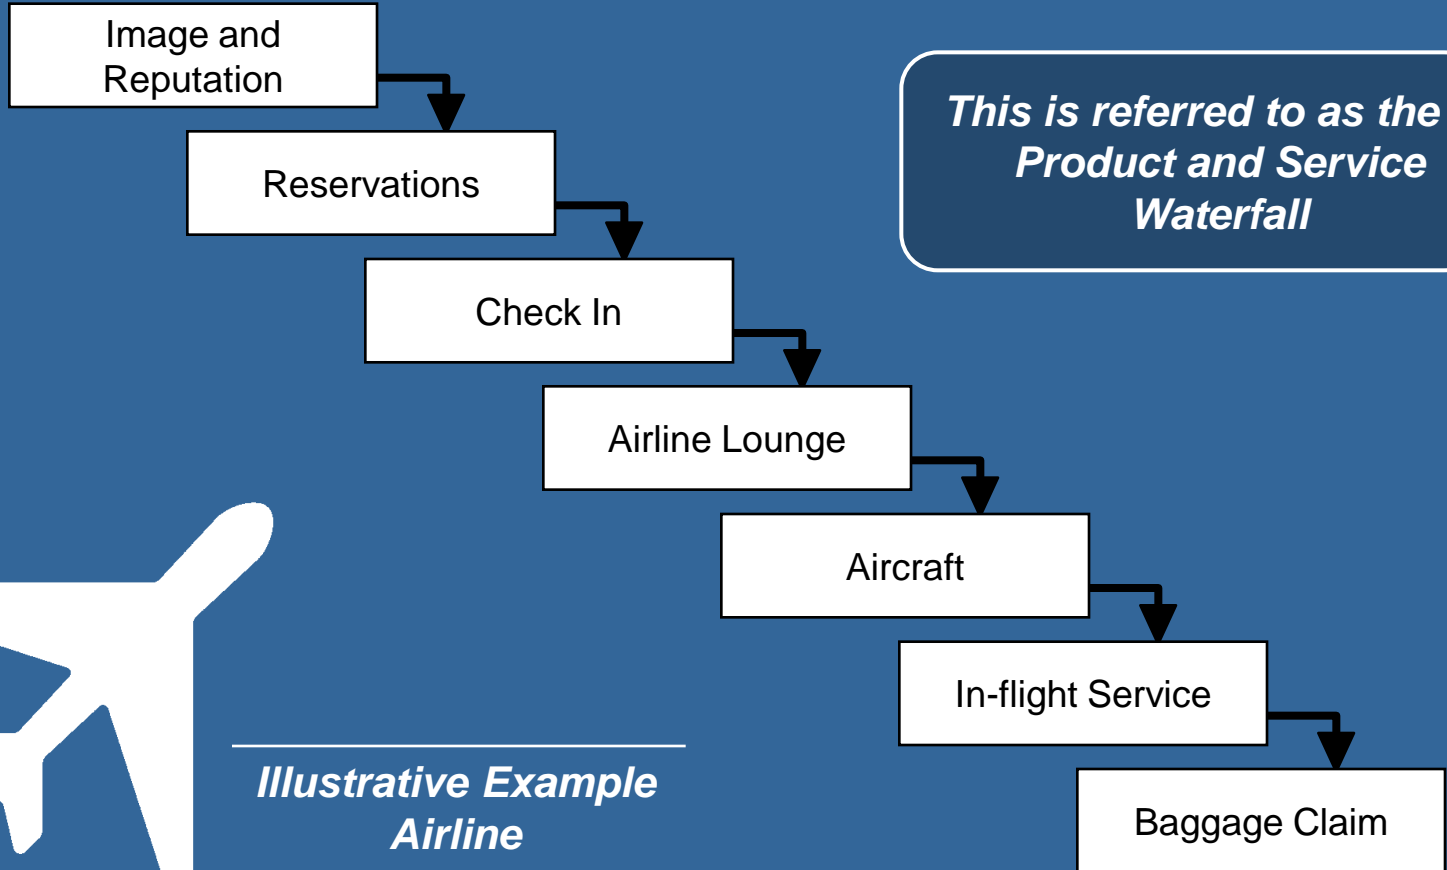 Image and
Reputation
This is referred to as the
Product and Service
Waterfall
Reservations
Check In
Airline Lounge
Aircraft
In-flight Service
Illustrative Example
Airline
Baggage Claim